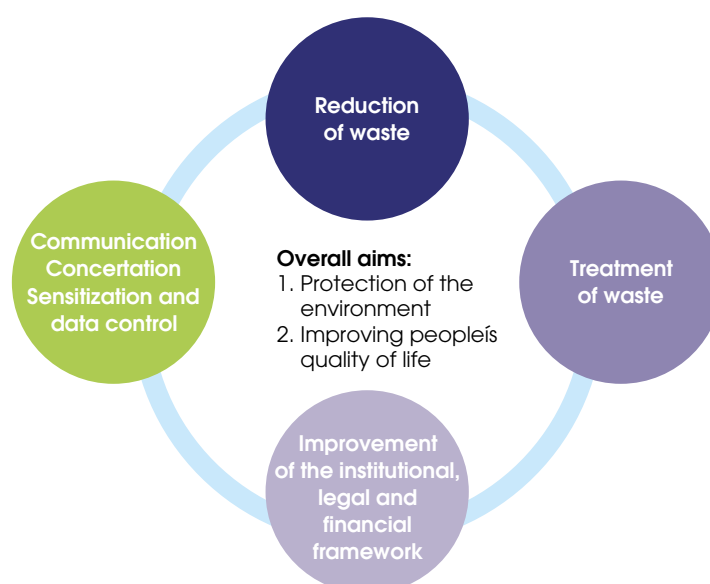 Reduction
of waste
Communication
Concertation
Sensitization and
data control
Overall aims:
1. Protection of the
environment
2. Improving peopleís
quality of life
Treatment
of waste
Improvement
of the institutional,
legal and
financial
framework